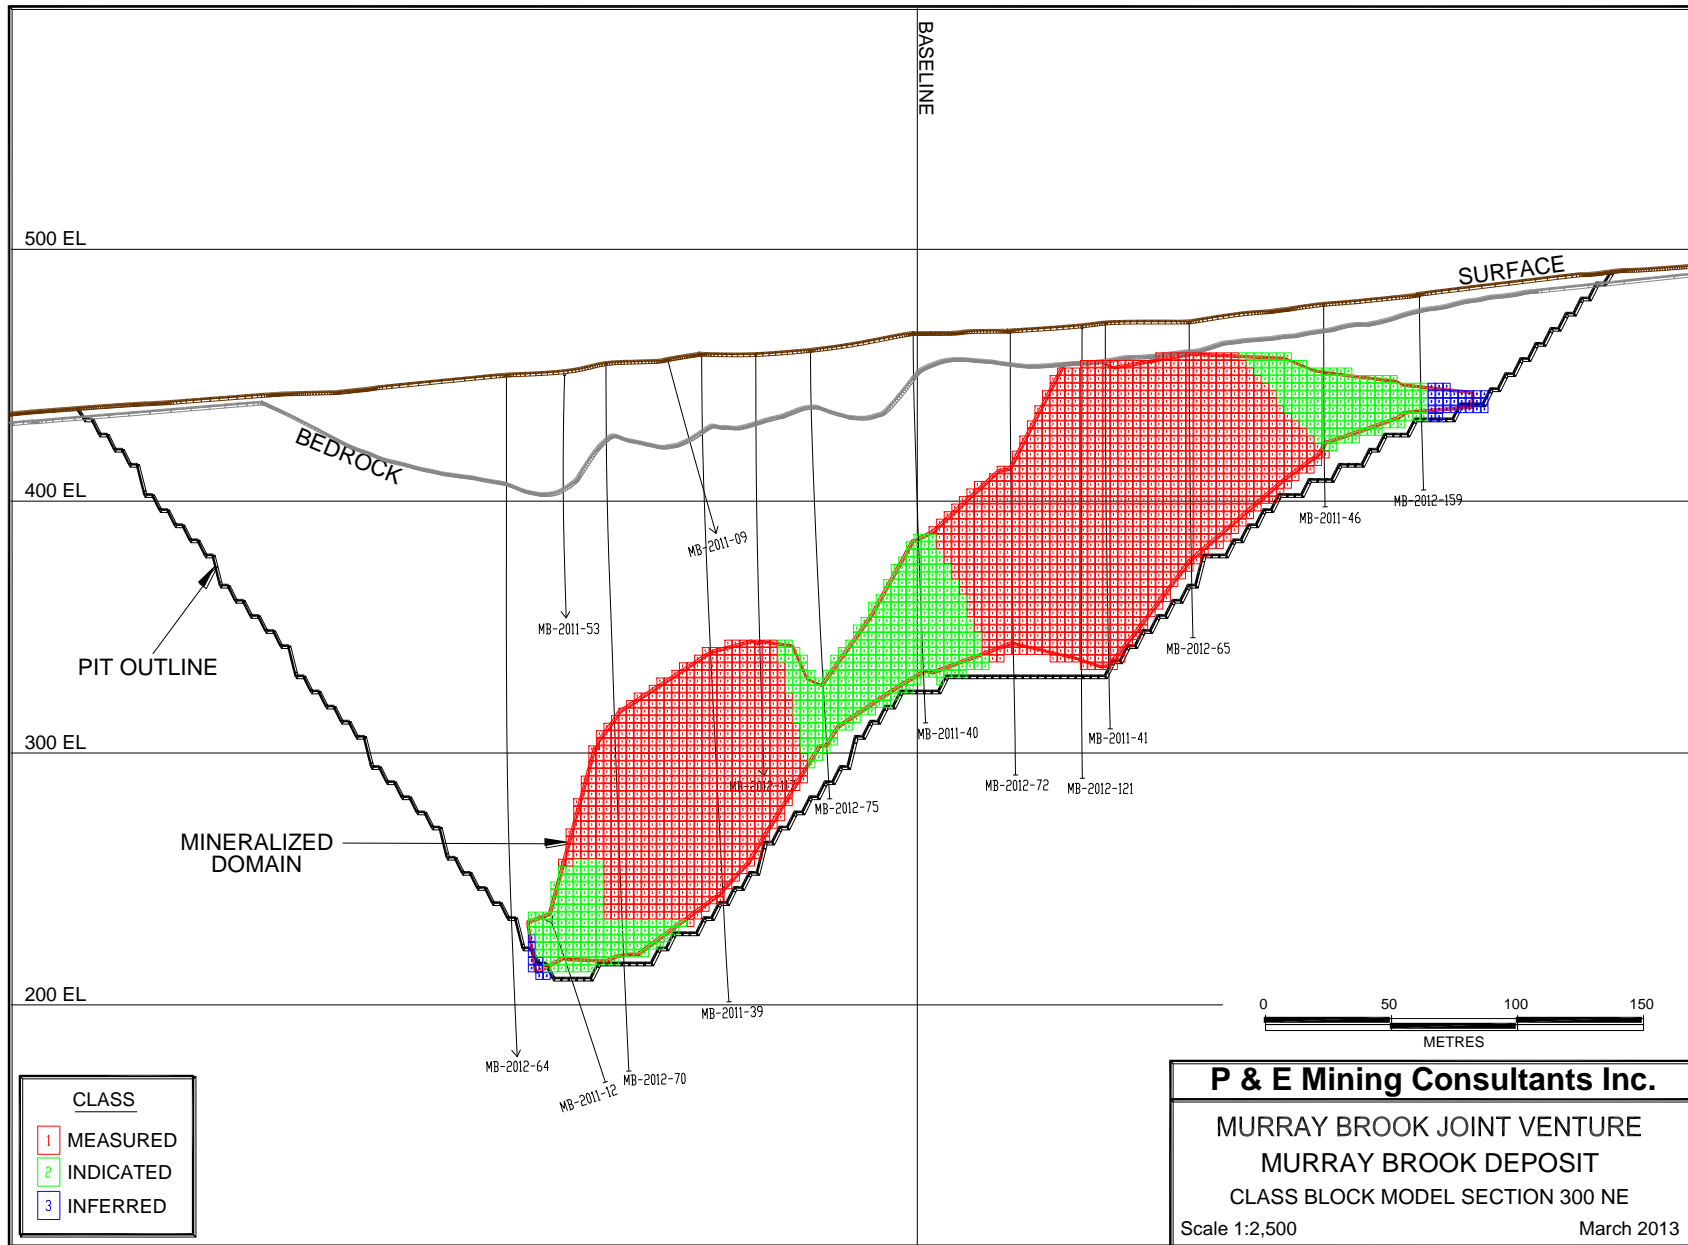 BASELINE
500 EL
SURFACE
BEDROCK
400 EL
MB-2011-09
MB-2011-46
MB-2012-159
MB-2011-53
PIT OUTLINE
MB-2012-65
300 EL
MB-2011-40
MB-2011-41
MB-2012-117
MB-2012-75
MB-2012-72
MB-2012-121
MINERALIZED
DOMAIN
200 EL
MB-2011-39
0 50 100 150
METRES
MB-2012-64
MB-2011-12
MB-2012-70
CLASS
1 MEASURED
2 INDICATED
3 INFERRED
P & E Mining Consultants Inc.
MURRAY BROOK JOINT VENTURE
MURRAY BROOK DEPOSIT
CLASS BLOCK MODEL SECTION 300 NE
Scale 1:2,500 March 2013